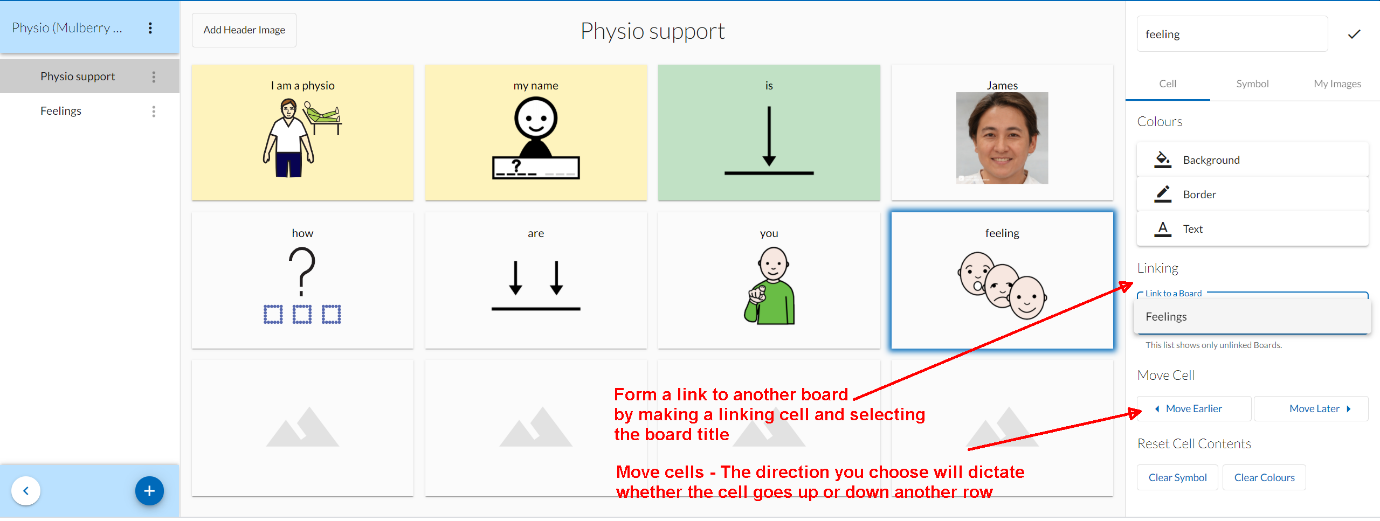 Physio (Mulberry ...
Physio support
Feelings
Add Header Image
Physio support
I am a physio
my name
?
is
James
how
?
are
you
feeling
Form a link to another board
by making a linking cell and selecting
the board title
Move cells - The direction you choose will dictate
whether the cell goes up or down another row
feeling
Cell
Symbol
My Images
Colours
Background
Border
A Text
Linking
Link to a Board
Feelings
This list shows only unlinked Boards.
Move Cell
Move Earlier
Move Later
Reset Cell Contents
Clear Symbol
Clear Colours